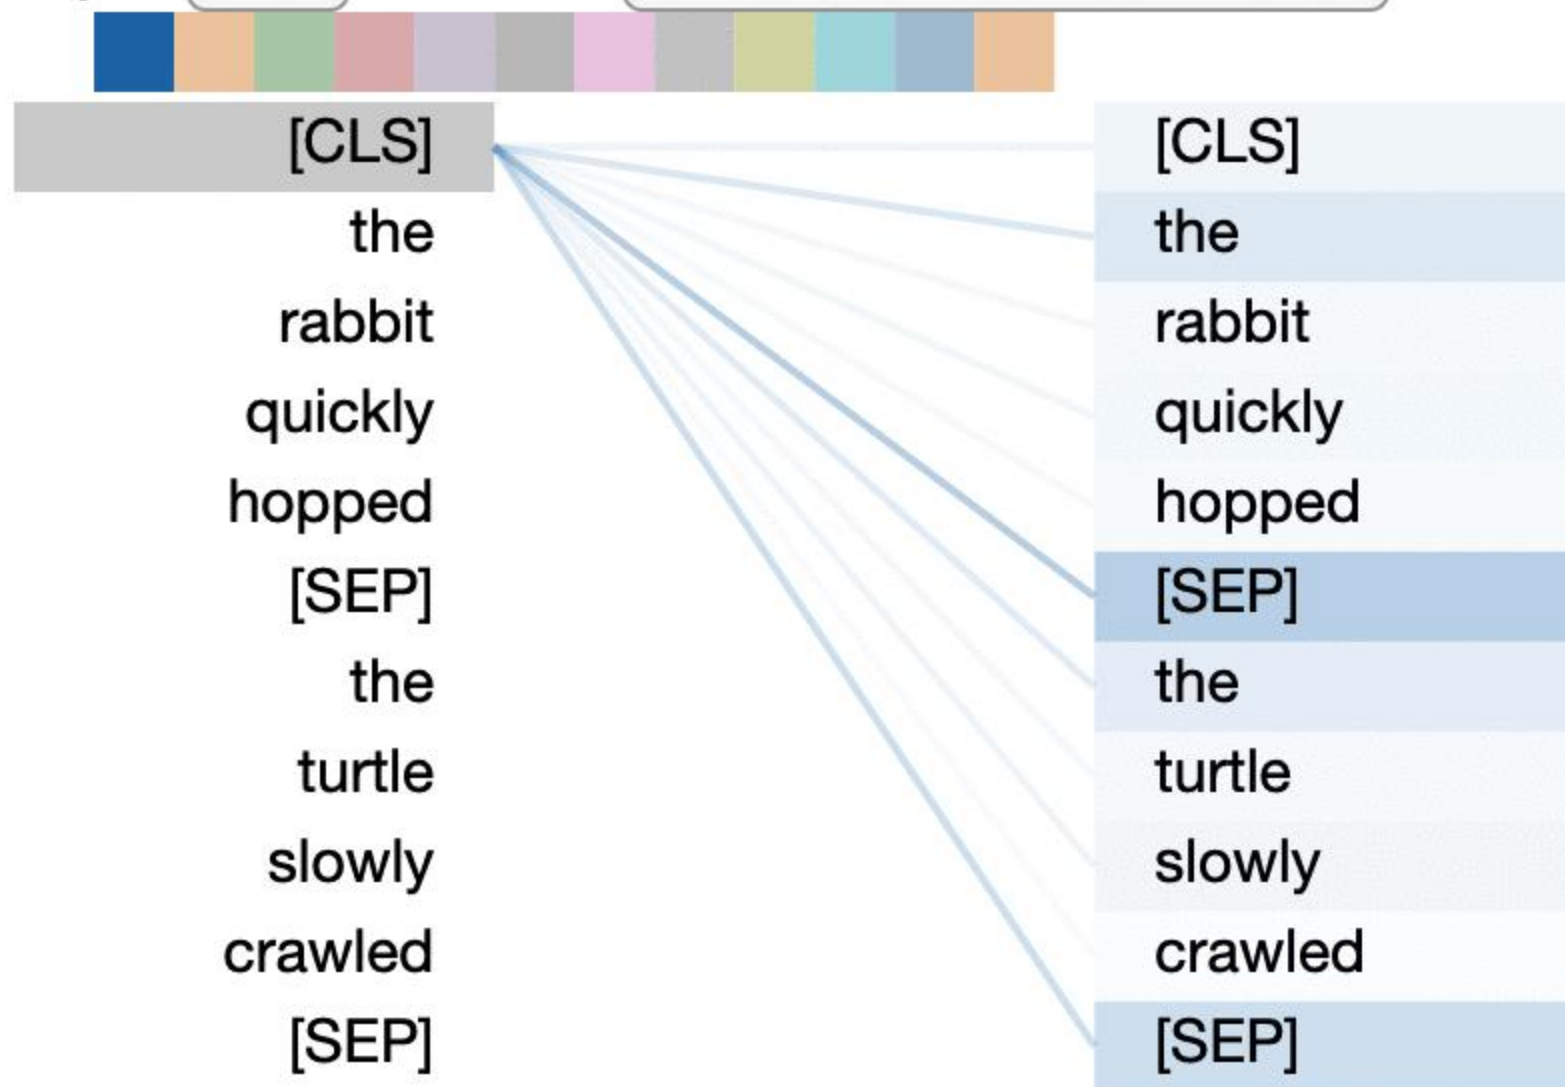 [CLS] [CLS]
the the
rabbit rabbit
quickly quickly
hopped hopped
[SEP] [SEP]
the the
turtle turtle
slowly slowly
crawled crawled
[SEP] [SEP]